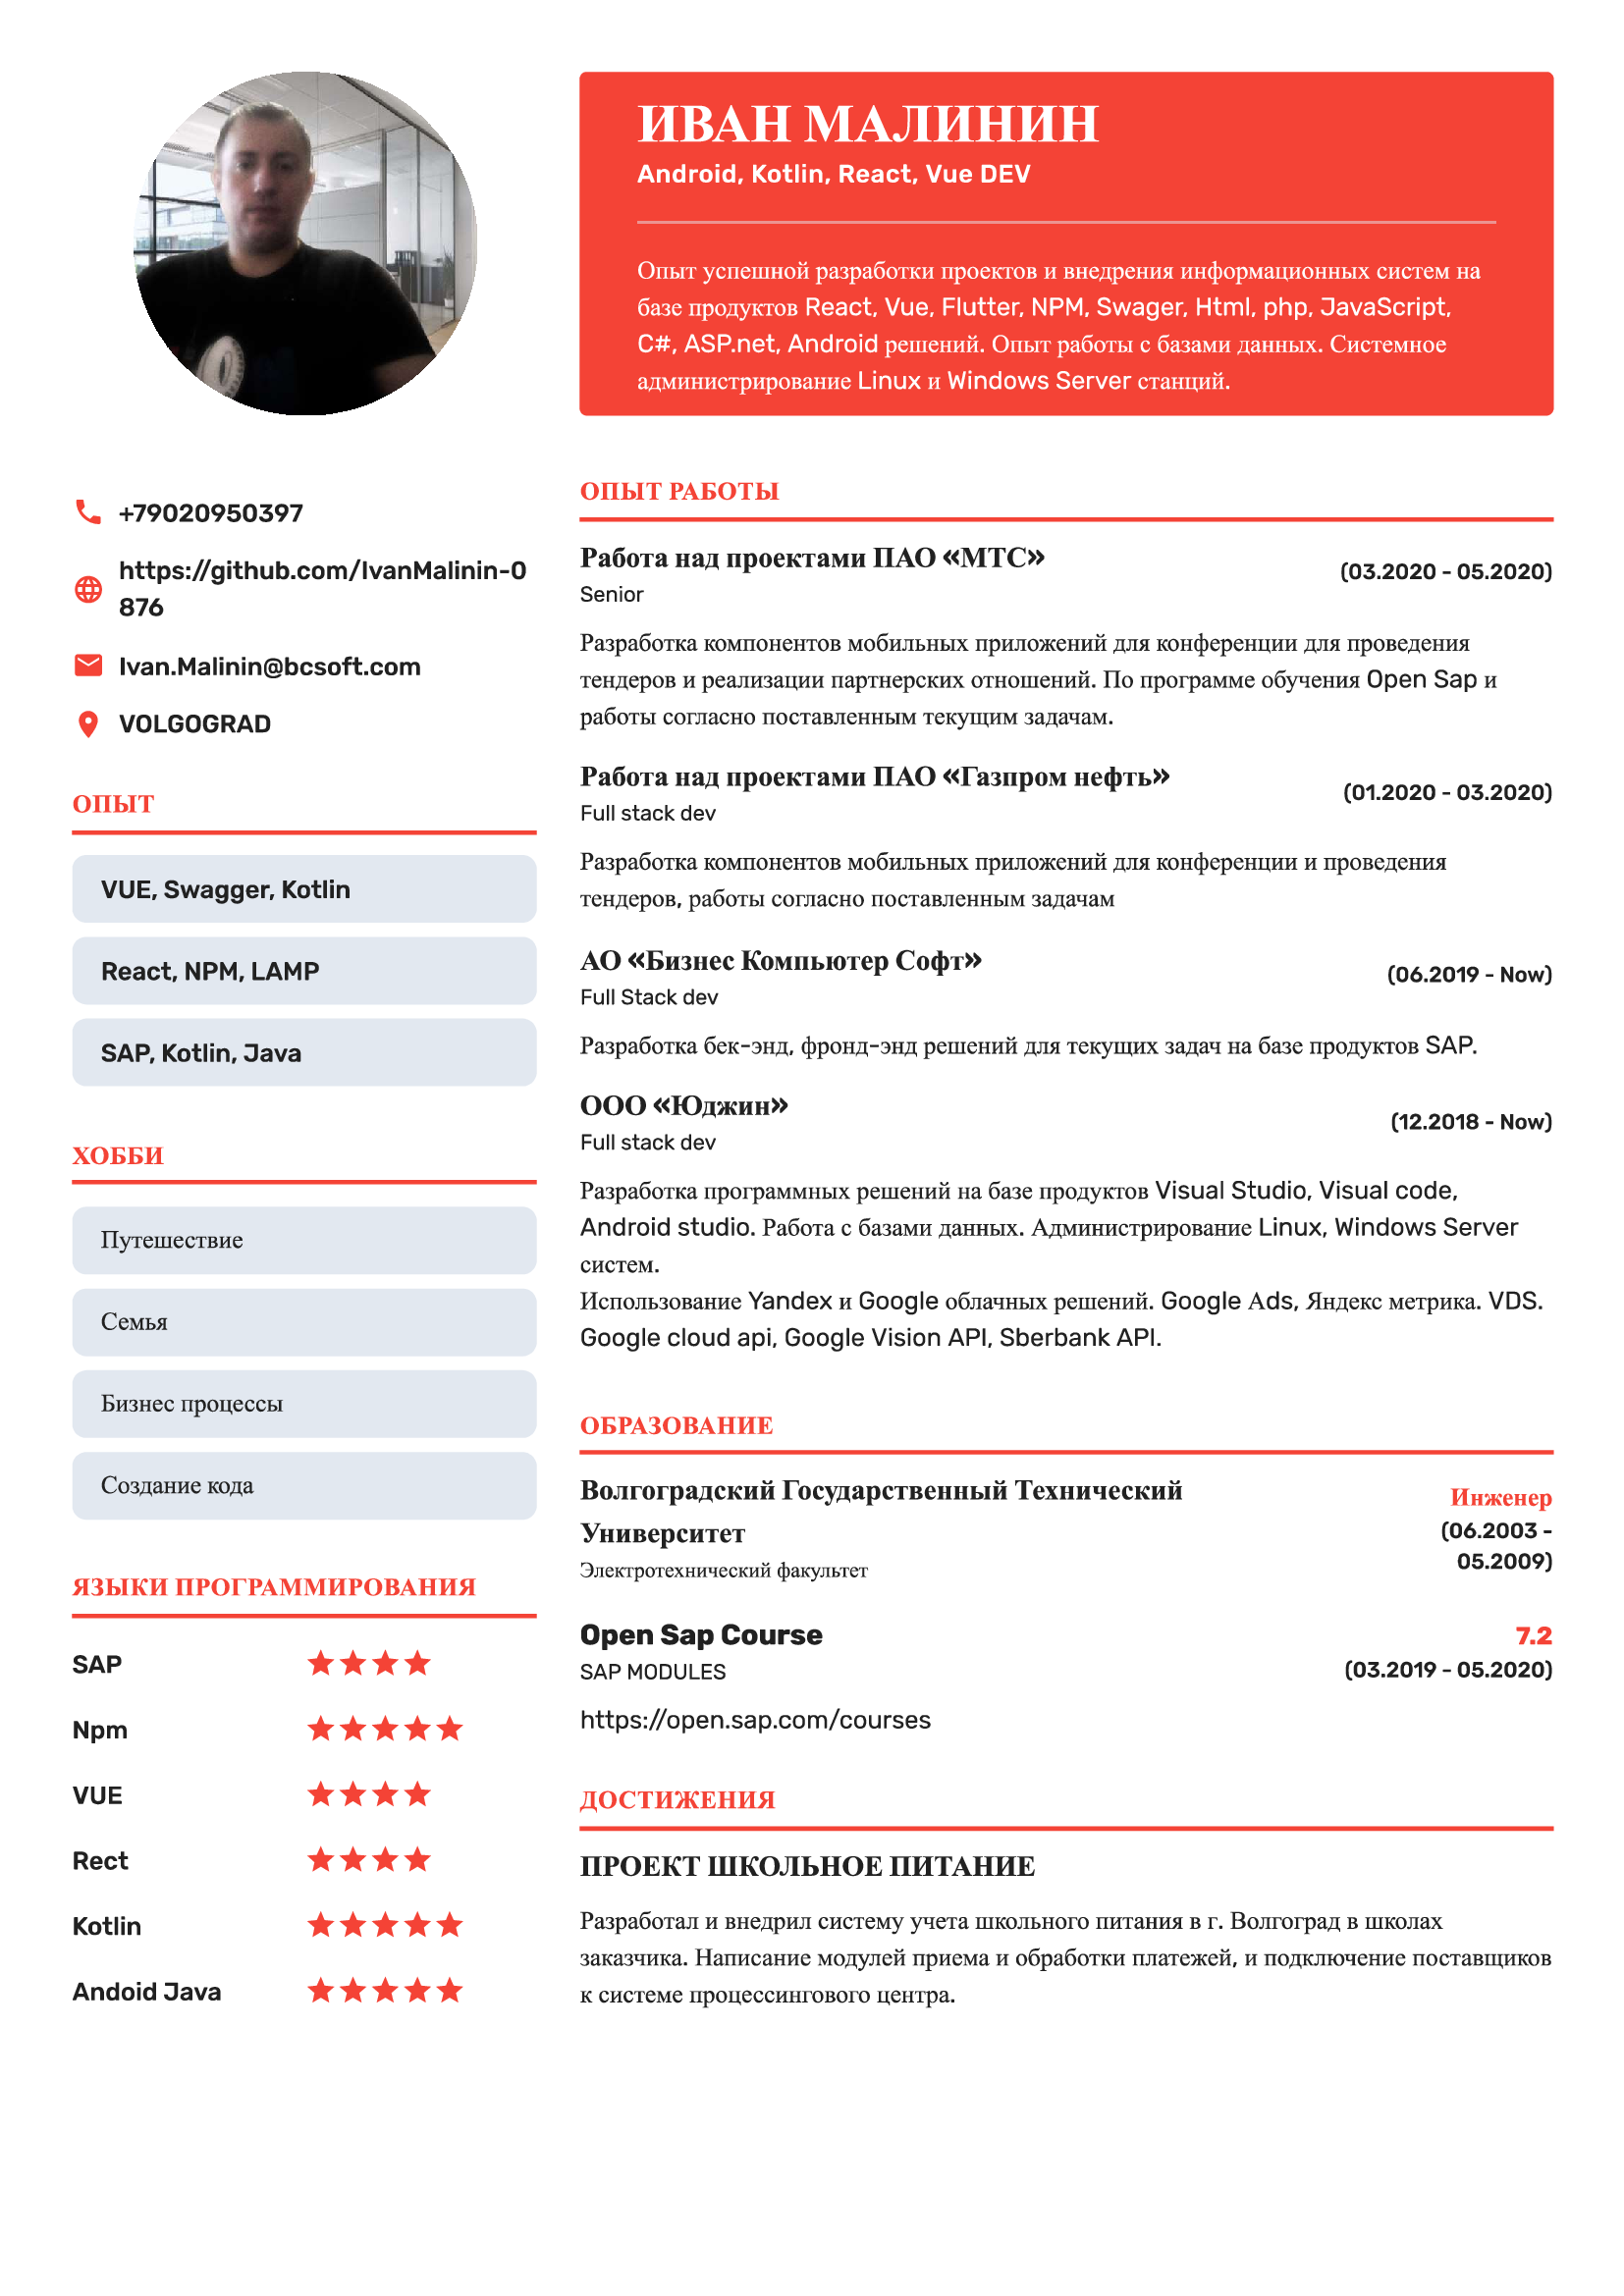 ИВАН МАЛИНИН
Android, Kotlin, React, Vue DEV
Опыт успешной разработки проектов и внедрения информационных систем на
базе продуктов React, Vue, Flutter, NPM, Swager, Html, php, JavaScript,
C#, ASP.net, Android решений. Опыт работы с базами данных. Системное
администрирование Linux и Windows Server станций.
+79020950397
https://github.com/IvanMalinin-0
876
Ivan.Malinin@bcsoft.com
VOLGOGRAD
ОПЫТ
VUE, Swagger, Kotlin
React, NPM, LAMP
SAP, Kotlin, Java
ХОББИ
Путешествие
Семья
Бизнес процессы
Создание кода
ЯЗЫКИ ПРОГРАММИРОВАНИЯ
SAP
Npm
VUE
Rect
Kotlin
Andoid Java
ОПЫТ РАБОТЫ
Работа над проектами ПАО «МТС»
(03.2020 - 05.2020)
Senior
Разработка компонентов мобильных приложений для конференции для проведения
тендеров и реализации партнерских отношений. По программе обучения Open Sap и
работы согласно поставленным текущим задачам.
Работа над проектами ПАО «Газпром нефть»
(01.2020 - 03.2020)
Full stack dev
Разработка компонентов мобильных приложений для конференции и проведения
тендеров, работы согласно поставленным задачам
АО «Бизнес Компьютер Софт»
(06.2019 - Now)
Full Stack dev
Разработка бек-энд, фронд-энд решений для текущих задач на базе продуктов SAP.
ООО «Юджин»
(12.2018 - Now)
Full stack dev
Разработка программных решений на базе продуктов Visual Studio, Visual code,
Android studio. Работа с базами данных. Администрирование Linux, Windows Server
систем.
Использование Yandex и Google облачных решений. Google Ads, Яндекс метрика. VDS.
Google cloud api, Google Vision API, Sberbank API.
ОБРАЗОВАНИЕ
Волгоградский Государственный Технический
Университет
Инженер
(06.2003 -
05.2009)
Электротехнический факультет
Open Sap Course
7.2
SAP MODULES
(03.2019 - 05.2020)
https://open.sap.com/courses
ДОСТИЖЕНИЯ
ПРОЕКТ ШКОЛЬНОЕ ПИТАНИЕ
Разработал и внедрил систему учета школьного питания в г. Волгоград в школах
заказчика. Написание модулей приема и обработки платежей, и подключение поставщиков
к системе процессингового центра.